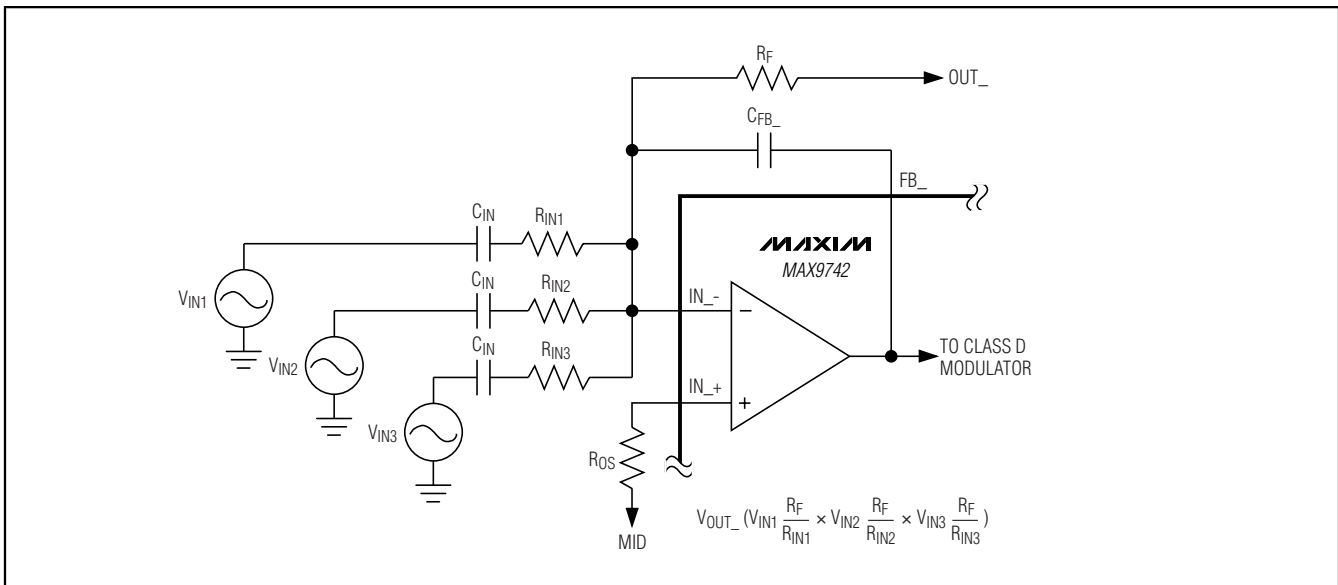 RF
OUT_
CFB_
FB_
CIN
RIN1
MAXIM
MAX9742
VIN1
CIN
RIN2
IN_-
−
VIN2
CIN
RIN3
TO CLASS D
MODULATOR
IN_+
+
VIN3
ROS
MID
VOUT_ (VIN1 RF/RIN1 × VIN2 RF/RIN2 × VIN3 RF/RIN3 )